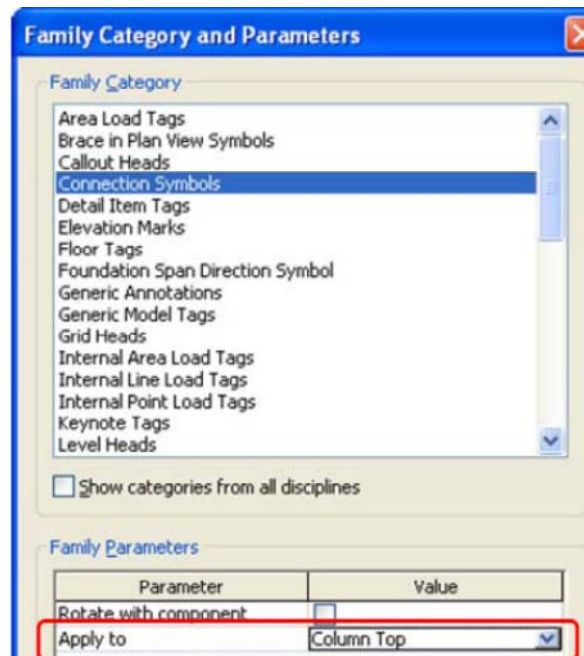 Family Category and Parameters
Family Category
Area Load Tags
Brace in Plan View Symbols
Callout Heads
Connection Symbols
Detail Item Tags
Elevation Marks
Floor Tags
Foundation Span Direction Symbol
Generic Annotations
Generic Model Tags
Grid Heads
Internal Area Load Tags
Internal Line Load Tags
Internal Point Load Tags
Keynote Tags
Level Heads
Show categories from all disciplines
Family Parameters
Parameter Value
Rotate with component
Apply to Column Top